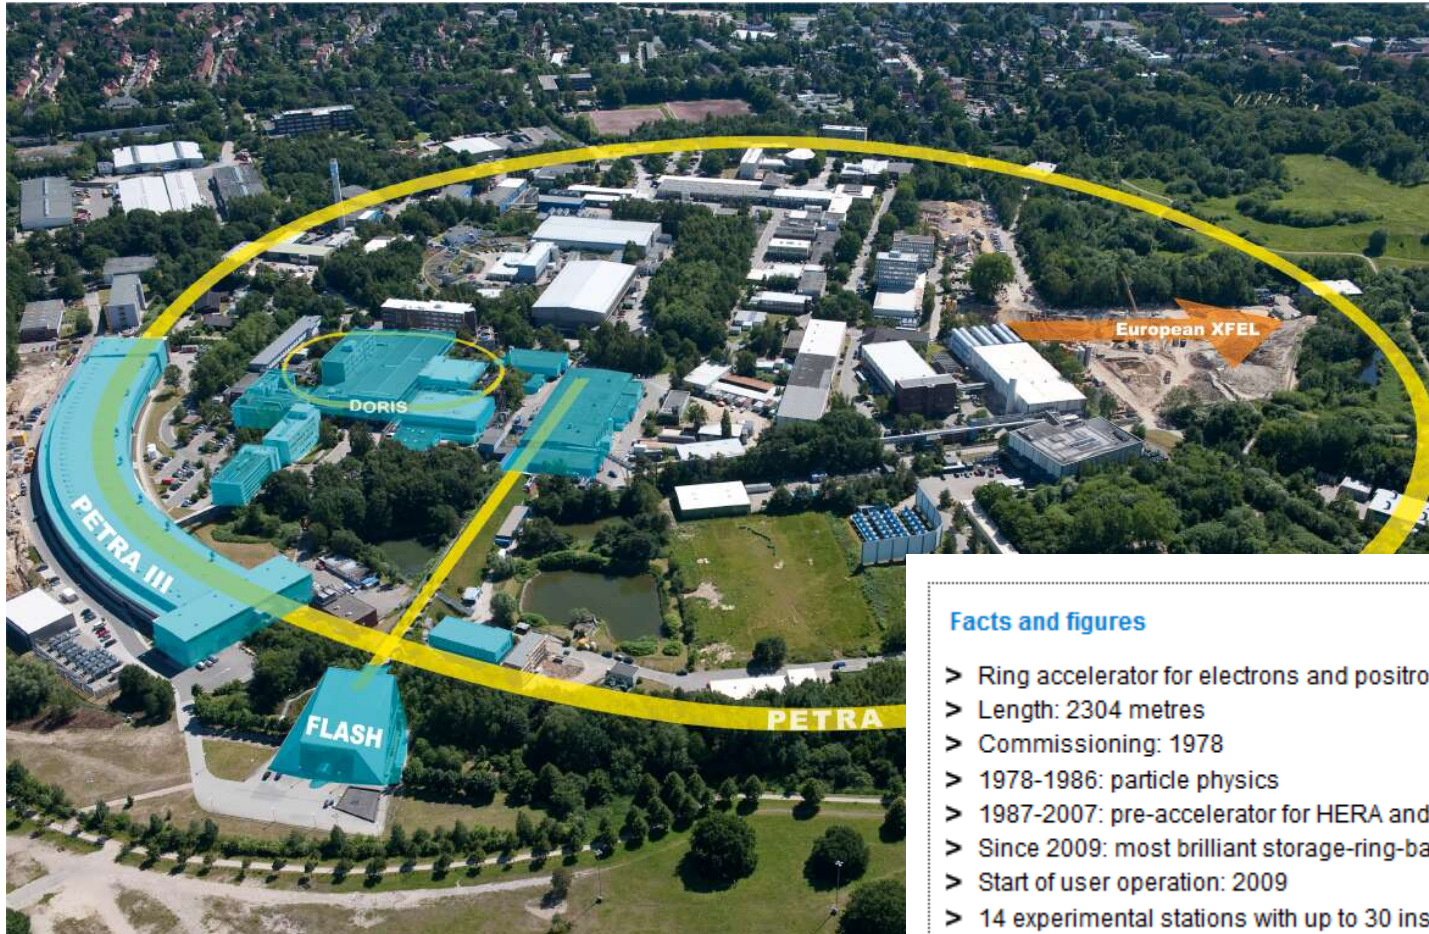 European XFEL
DORIS
PETRA III
PETRA
FLASH
Facts and figures
> Ring accelerator for electrons and positro
> Length: 2304 metres
> Commissioning: 1978
> 1978-1986: particle physics
> 1987-2007: pre-accelerator for HERA and
> Since 2009: most brilliant storage-ring-ba
> Start of user operation: 2009
> 14 experimental stations with up to 30 ins